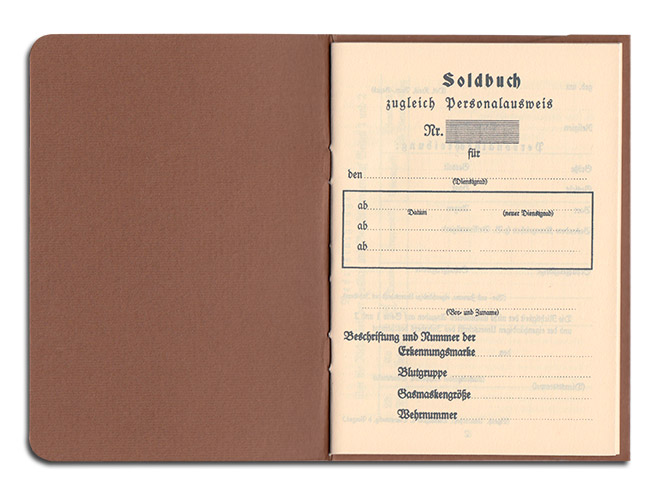 Soldbuch
zugleich Personalausweis
Nr.
für
den
(Dienstgrad)
ab
Datum (neuer Dienstgrad)
ab
ab
(Vor- und Zuname)
Beschriftung und Nummer der
Erkennungsmarke
Blutgruppe
Gasmaskengröße
Wehrnummer